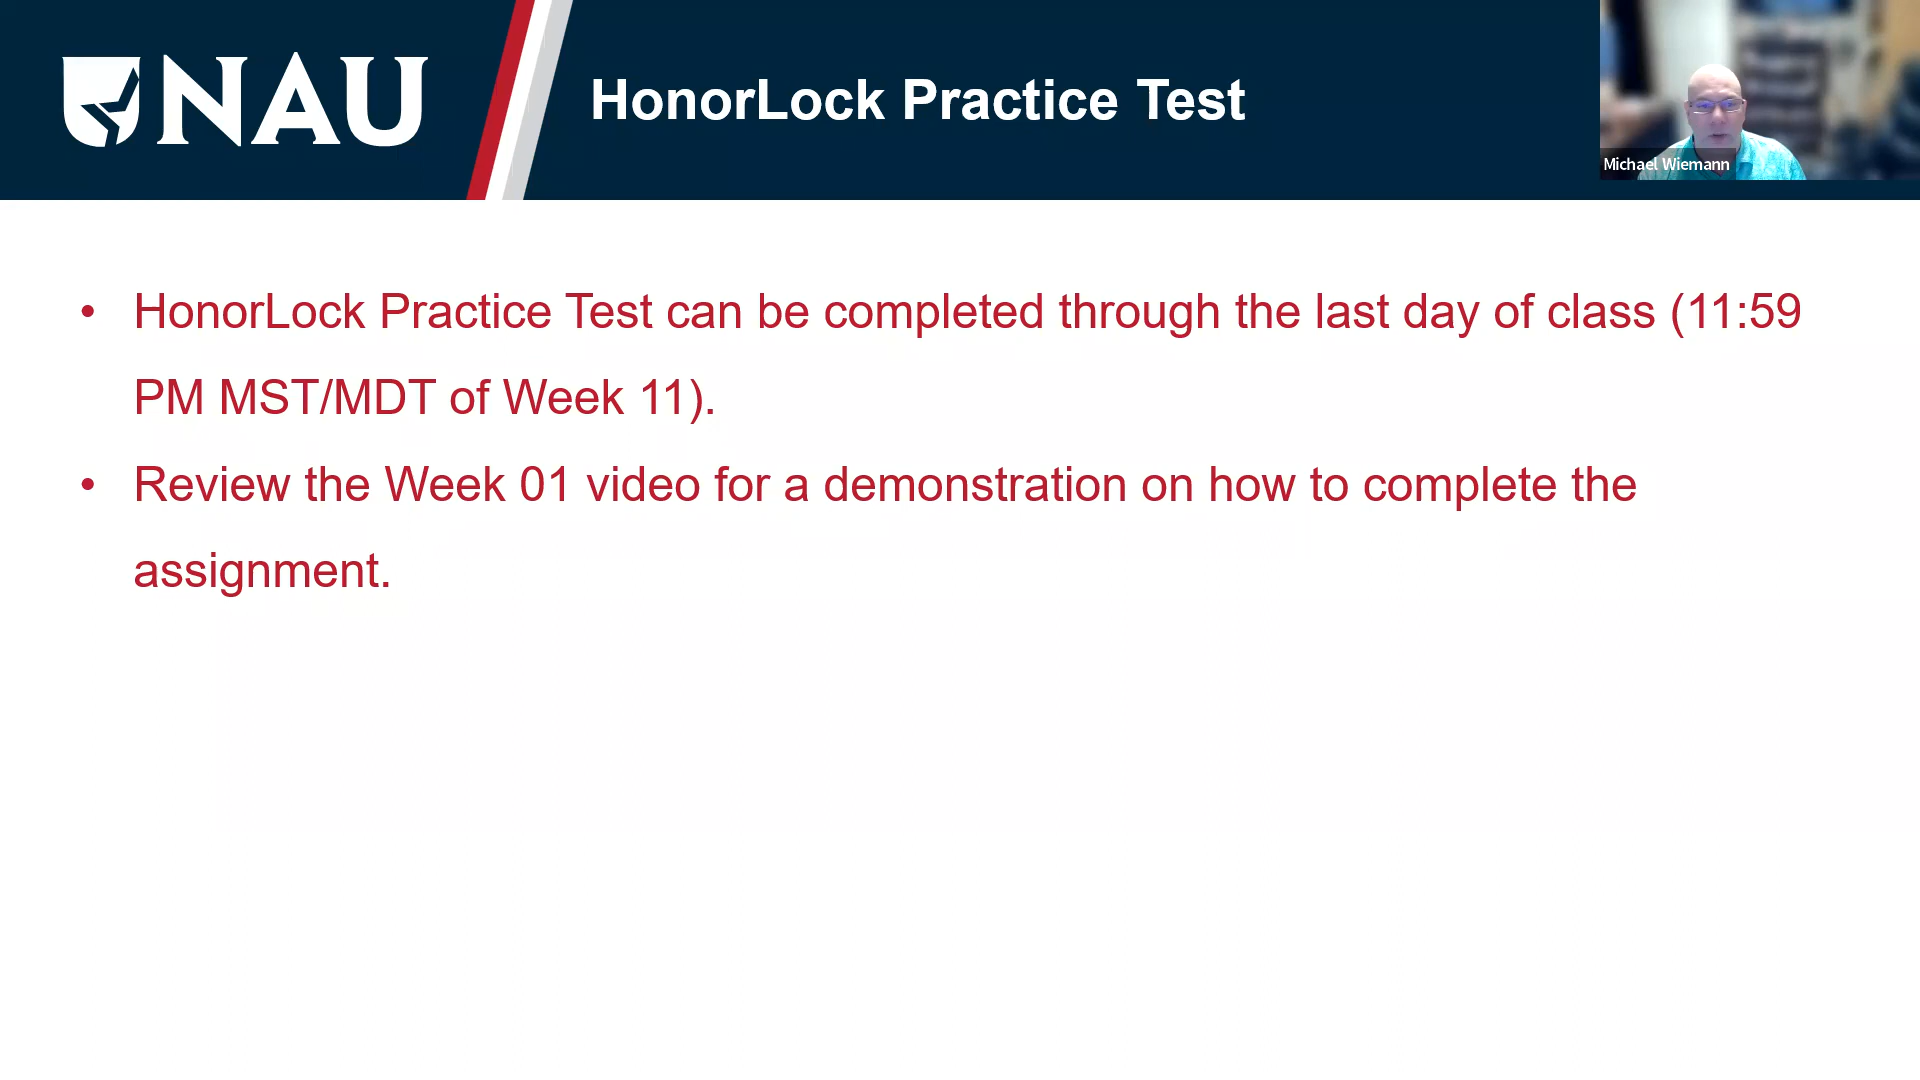 NAU
HonorLock Practice Test
Michael Wiemann
• HonorLock Practice Test can be completed through the last day of class (11:59
PM MST/MDT of Week 11).
• Review the Week 01 video for a demonstration on how to complete the
assignment.